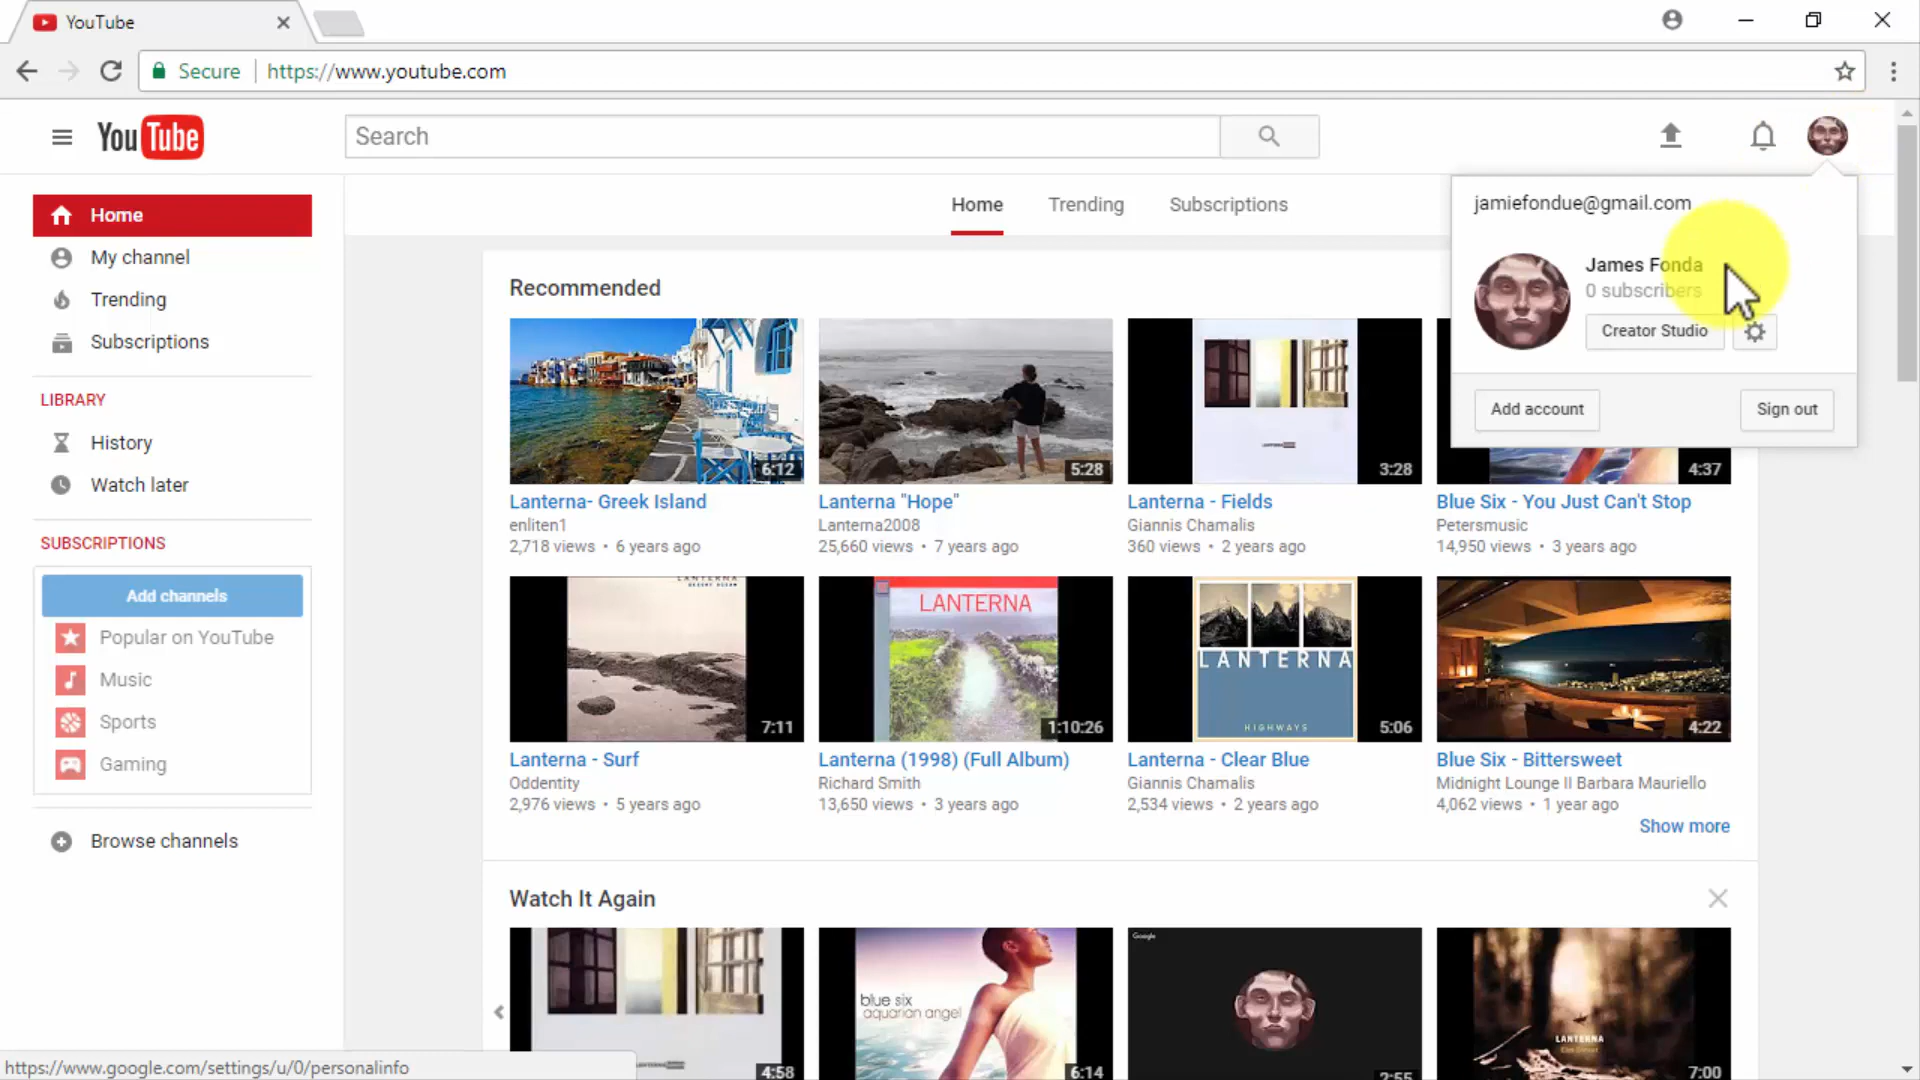 YouTube
Secure
https://www.youtube.com
YouTube
Search
Home
My channel
Trending
Subscriptions
LIBRARY
History
Watch later
SUBSCRIPTIONS
Add channels
Popular on YouTube
Music
Sports
Gaming
Browse channels
Home Trending Subscriptions
jamiefondue@gmail.com
James Fonda
0 subscribers
Creator Studio
Add account
Sign out
Recommended
6:12
5:28
3:28
4:37
Lanterna- Greek Island
enliten1
2,718 views • 6 years ago
Lanterna "Hope"
Lanterna2008
25,660 views • 7 years ago
Lanterna - Fields
Giannis Chamalis
360 views • 2 years ago
Blue Six - You Just Can't Stop
Petersmusic
14,950 views • 3 years ago
7:11
LANTERNA
1:10:26
LANTERNA
HIGHWAYS
5:06
4:22
Lanterna - Surf
Oddentity
2,976 views • 5 years ago
Lanterna (1998) (Full Album)
Richard Smith
13,650 views • 3 years ago
Lanterna - Clear Blue
Giannis Chamalis
2,534 views • 2 years ago
Blue Six - Bittersweet
Midnight Lounge II Barbara Mauriello
4,062 views • 1 year ago
Show more
Watch It Again
4:58
blue six
aquarian angel
6:14
Google
2:55
LANTERNA
7:00
https://www.google.com/settings/u/0/personalinfo